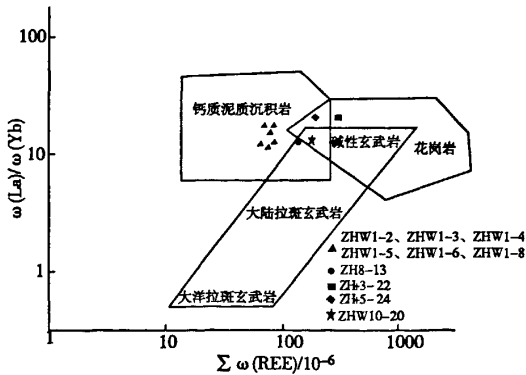 ω(La)/ω(Yb)
100
10
1
钙质泥质沉积岩
碱性玄武岩
花岗岩
大陆拉斑玄武岩
大洋拉斑玄武岩
▲ ZHW1-2、ZHW1-3、ZHW1-4
ZHW1-5、ZHW1-6、ZHW1-8
● ZH8-13
■ ZH3-22
◆ ZH5-24
★ ZHW10-20
1
10
100
1000
∑ ω(REE)/10⁻⁶